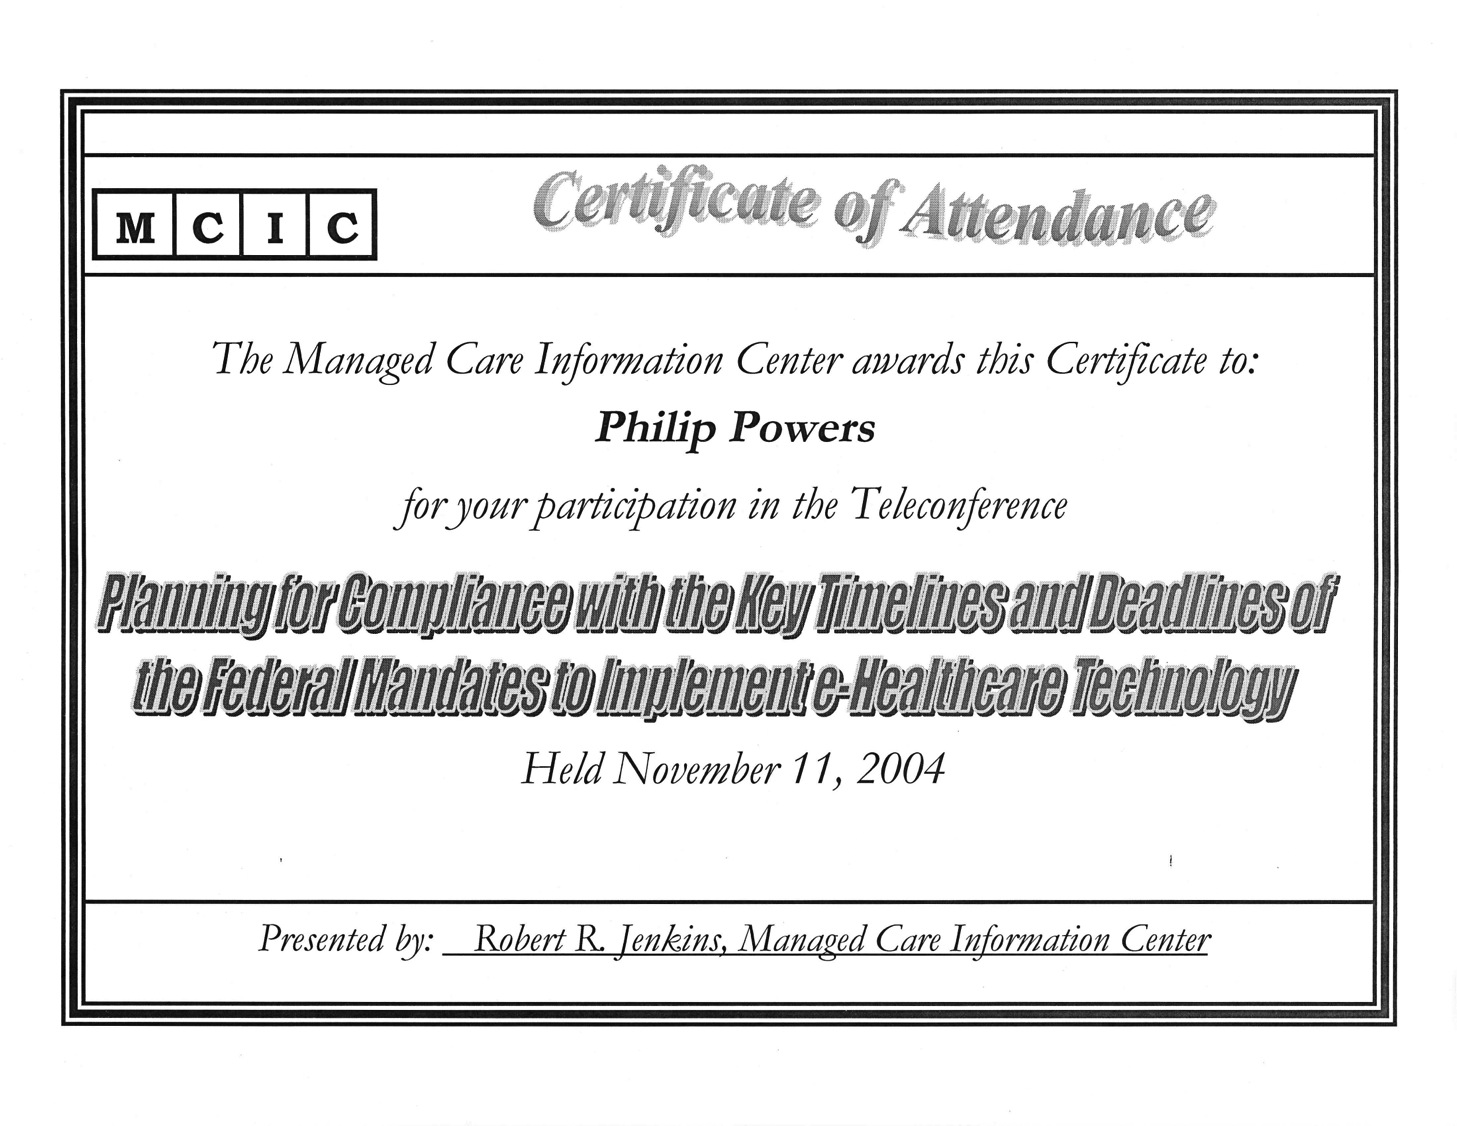 M C I C
Certificate of Attendance
The Managed Care Information Center awards this Certificate to:
Philip Powers
for your participation in the Teleconference
Planning for Compliance with the Key Timelines and Deadlines of
the Federal Mandates to Implement e-Healthcare Technology
Held November 11, 2004
Presented by: Robert R. Jenkins, Managed Care Information Center